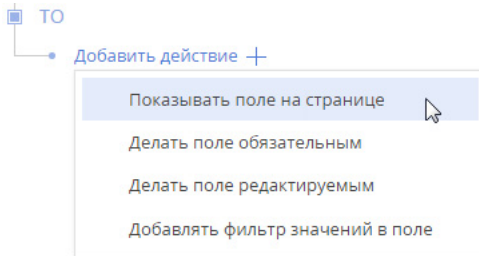 ТО
Добавить действие +
Показывать поле на странице
Делать поле обязательным
Делать поле редактируемым
Добавлять фильтр значений в поле